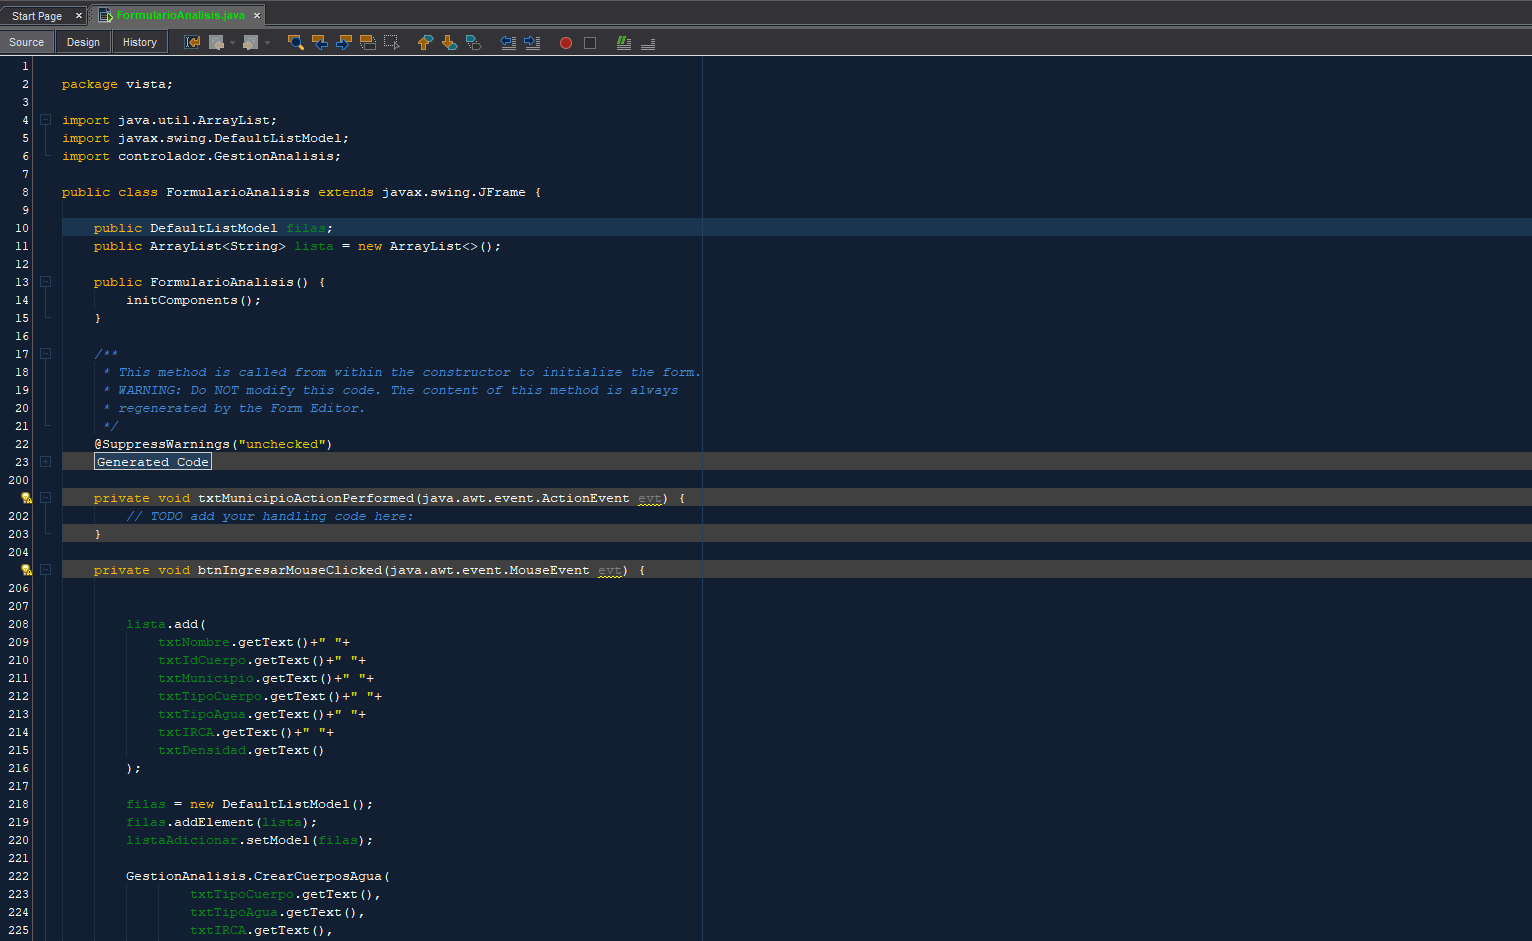 Start Page × FormularioAnalisis.java ×
Source Design History
1
2 package vista;
3
4 import java.util.ArrayList;
5 import javax.swing.DefaultListModel;
6 import controlador.GestionAnalisis;
7
8 public class FormularioAnalisis extends javax.swing.JFrame {
9
10 public DefaultListModel filas;
11 public ArrayList<String> lista = new ArrayList<>();
12
13 public FormularioAnalisis() {
14 initComponents();
15 }
16
17 /**
18 * This method is called from within the constructor to initialize the form.
19 * WARNING: Do NOT modify this code. The content of this method is always
20 * regenerated by the Form Editor.
21 */
22 @SuppressWarnings("unchecked")
23 Generated Code
200
private void txtMunicipioActionPerformed(java.awt.event.ActionEvent evt) {
202 // TODO add your handling code here:
203 }
204
private void btnIngresarMouseClicked(java.awt.event.MouseEvent evt) {
206
207
208 lista.add(
209 txtNombre.getText()+" "+
210 txtIdCuerpo.getText()+" "+
211 txtMunicipio.getText()+" "+
212 txtTipoCuerpo.getText()+" "+
213 txtTipoAgua.getText()+" "+
214 txtIRCA.getText()+" "+
215 txtDensidad.getText()
216 );
217
218 filas = new DefaultListModel();
219 filas.addElement(lista);
220 listaAdicionar.setModel(filas);
221
222 GestionAnalisis.CrearCuerposAgua(
223 txtTipoCuerpo.getText(),
224 txtTipoAgua.getText(),
225 txtIRCA.getText(),